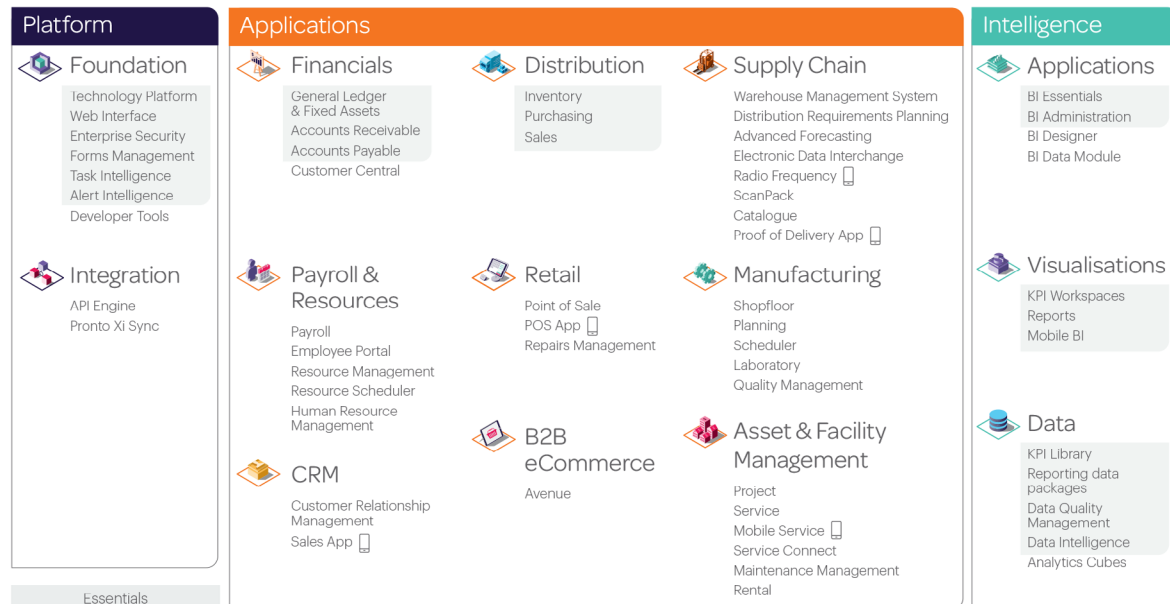 Platform
Foundation
Technology Platform
Web Interface
Enterprise Security
Forms Management
Task Intelligence
Alert Intelligence
Developer Tools
Integration
API Engine
Pronto Xi Sync
Essentials
Applications
Financials
General Ledger
& Fixed Assets
Accounts Receivable
Accounts Payable
Customer Central
Distribution
Inventory
Purchasing
Sales
Supply Chain
Warehouse Management System
Distribution Requirements Planning
Advanced Forecasting
Electronic Data Interchange
Radio Frequency
ScanPack
Catalogue
Proof of Delivery App
Payroll &
Resources
Payroll
Employee Portal
Resource Management
Resource Scheduler
Human Resource
Management
Retail
Point of Sale
POS App
Repairs Management
Manufacturing
Shopfloor
Planning
Scheduler
Laboratory
Quality Management
CRM
Customer Relationship
Management
Sales App
B2B
eCommerce
Avenue
Asset & Facility
Management
Project
Service
Mobile Service
Service Connect
Maintenance Management
Rental
Intelligence
Applications
BI Essentials
BI Administration
BI Designer
BI Data Module
Visualisations
KPI Workspaces
Reports
Mobile BI
Data
KPI Library
Reporting data
packages
Data Quality
Management
Data Intelligence
Analytics Cubes